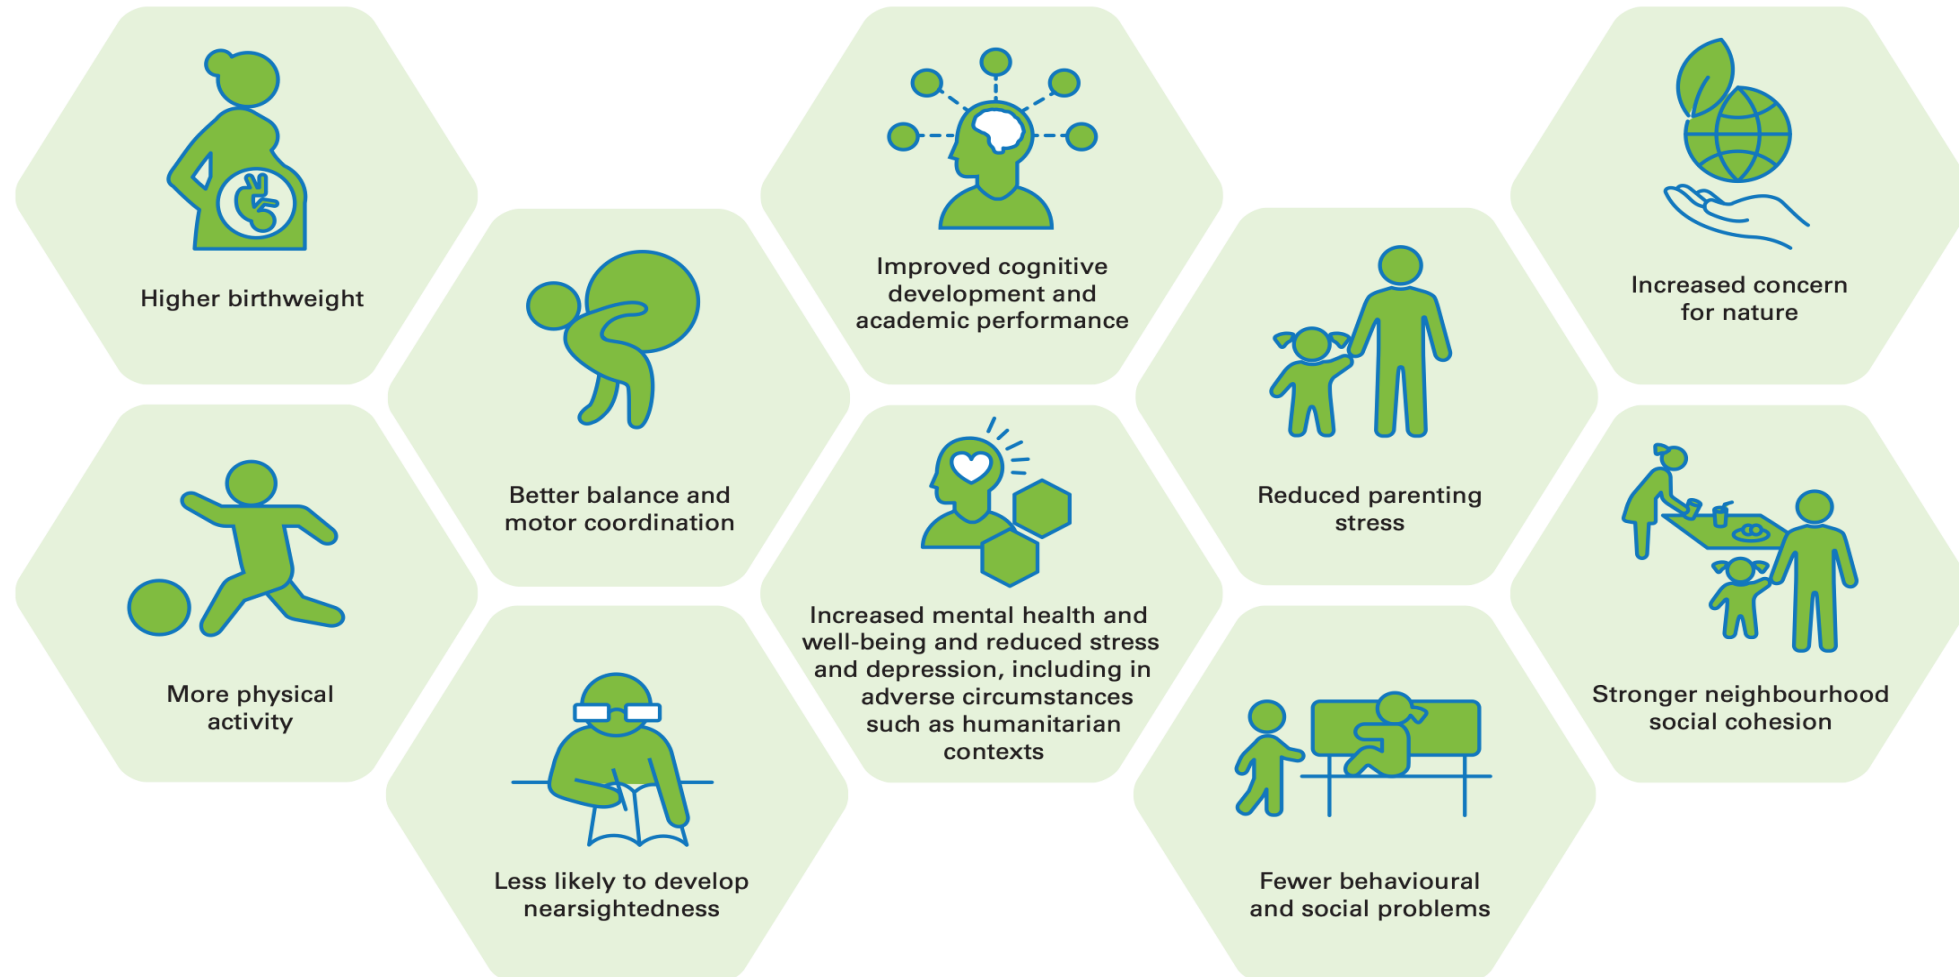 Higher birthweight
Improved cognitive
development and
academic performance
Increased concern
for nature
Better balance and
motor coordination
Reduced parenting
stress
More physical
activity
Increased mental health and
well-being and reduced stress
and depression, including in
adverse circumstances
such as humanitarian
contexts
Stronger neighbourhood
social cohesion
Less likely to develop
nearsightedness
Fewer behavioural
and social problems